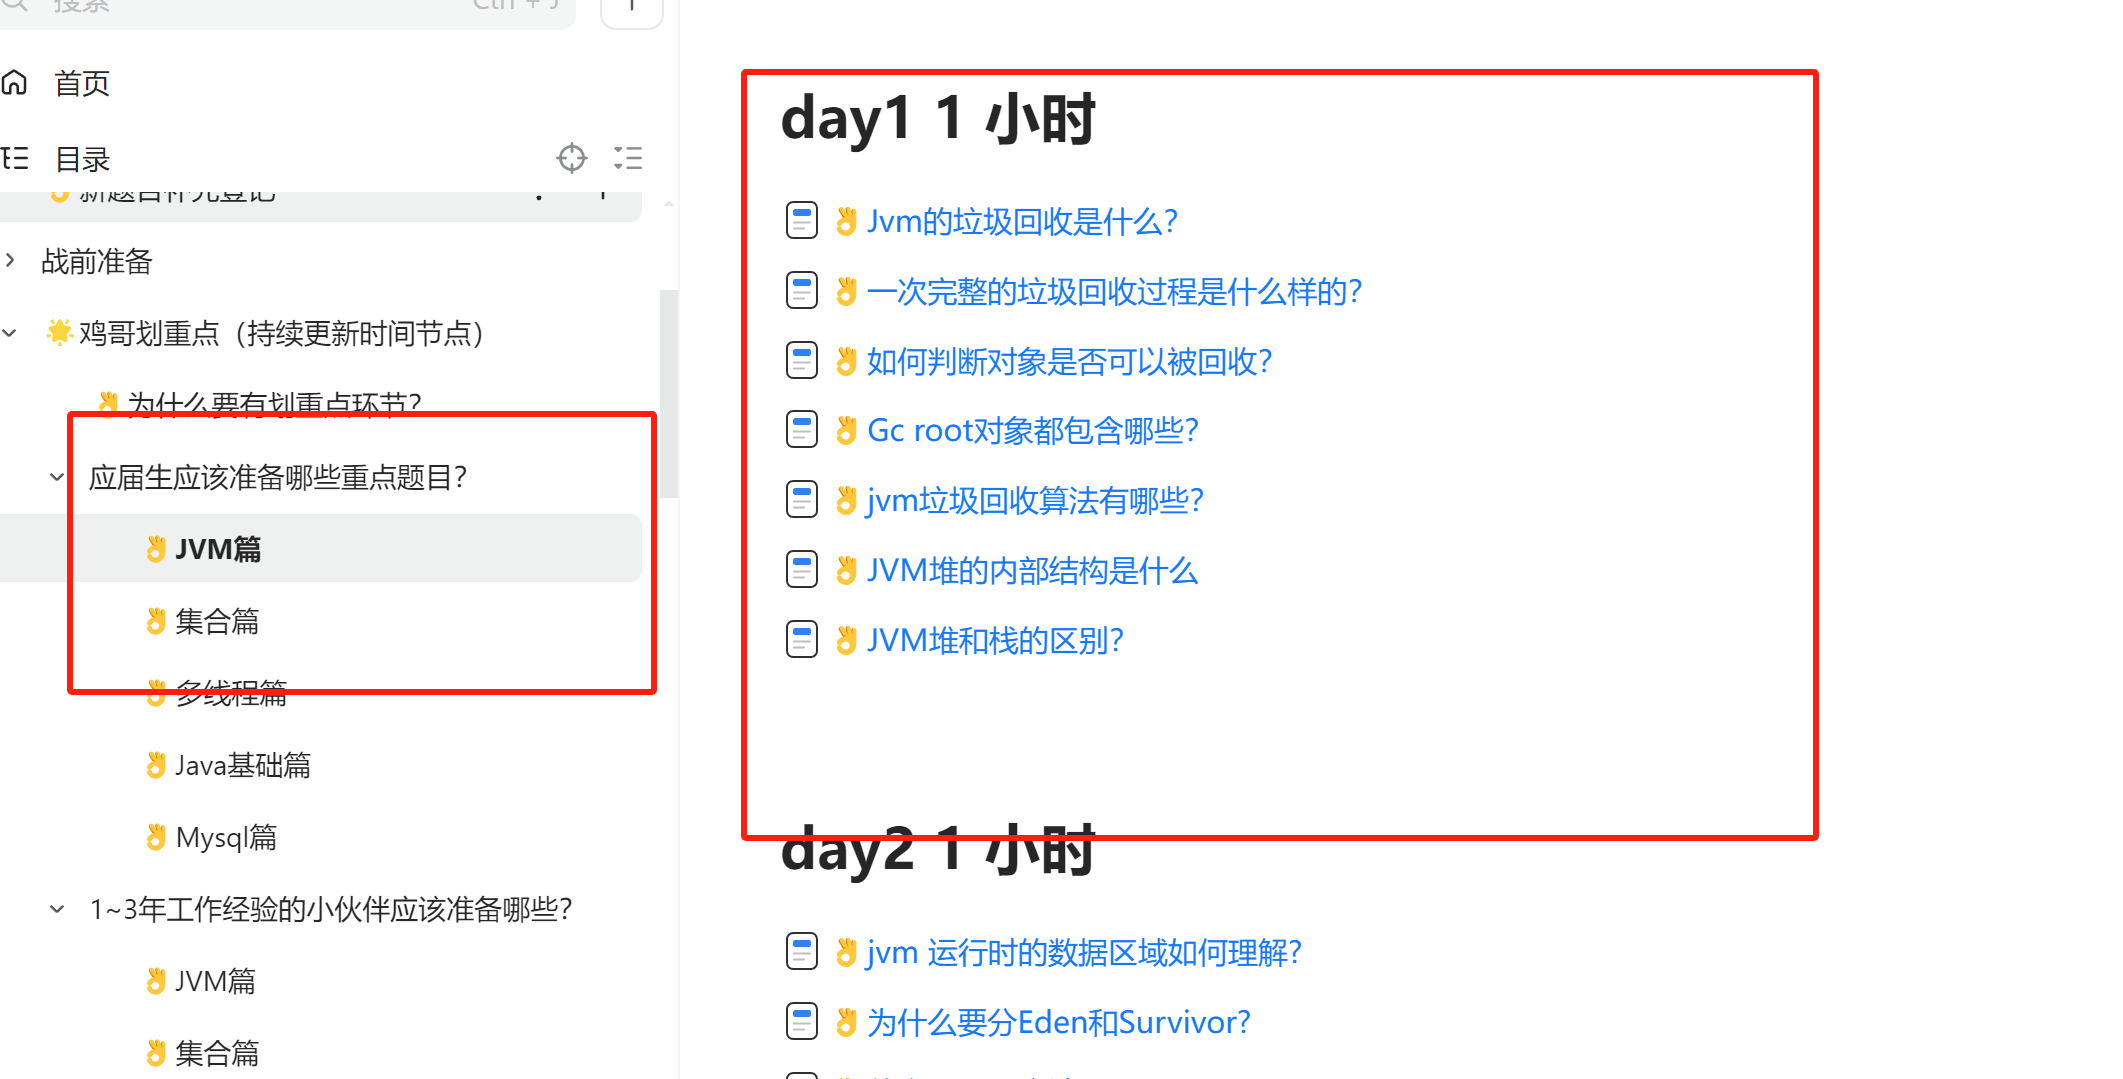 搜索 Ctrl + J
首页
目录
新题目补充登记
战前准备
🌟鸡哥划重点（持续更新时间节点）
👌为什么要有划重点环节？
应届生应该准备哪些重点题目？
👌JVM篇
👌集合篇
👌多线程篇
👌Java基础篇
👌Mysql篇
1~3年工作经验的小伙伴应该准备哪些？
👌JVM篇
👌集合篇
day1 1 小时
👌Jvm的垃圾回收是什么？
👌一次完整的垃圾回收过程是什么样的？
👌如何判断对象是否可以被回收？
👌Gc root对象都包含哪些？
👌jvm垃圾回收算法有哪些？
👌JVM堆的内部结构是什么
👌JVM堆和栈的区别？
day2 1 小时
👌jvm 运行时的数据区域如何理解？
👌为什么要分Eden和Survivor?